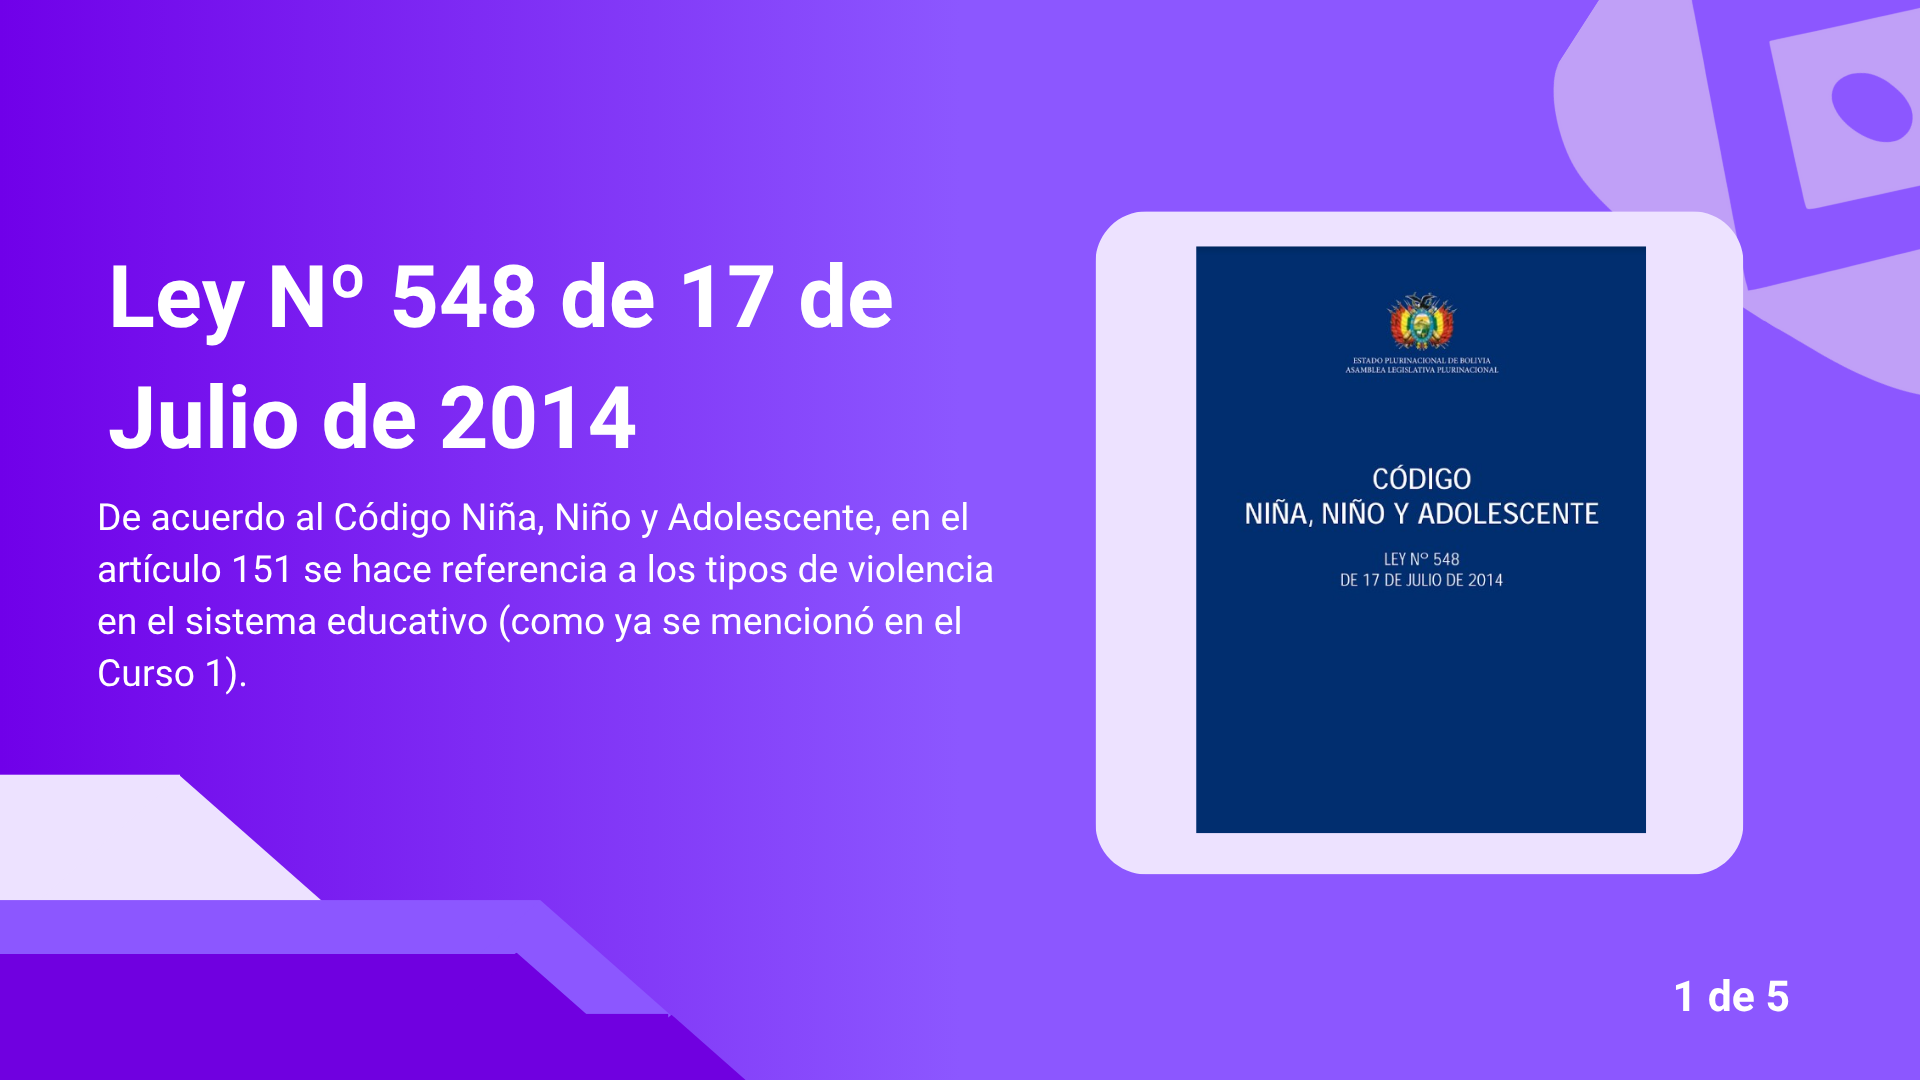 Ley Nº 548 de 17 de
Julio de 2014
De acuerdo al Código Niña, Niño y Adolescente, en el
artículo 151 se hace referencia a los tipos de violencia
en el sistema educativo (como ya se mencionó en el
Curso 1).
ESTADO PLURINACIONAL DE BOLIVIA
ASAMBLEA LEGISLATIVA PLURINACIONAL
CÓDIGO
NIÑA, NIÑO Y ADOLESCENTE
LEY Nº 548
DE 17 DE JULIO DE 2014
1 de 5